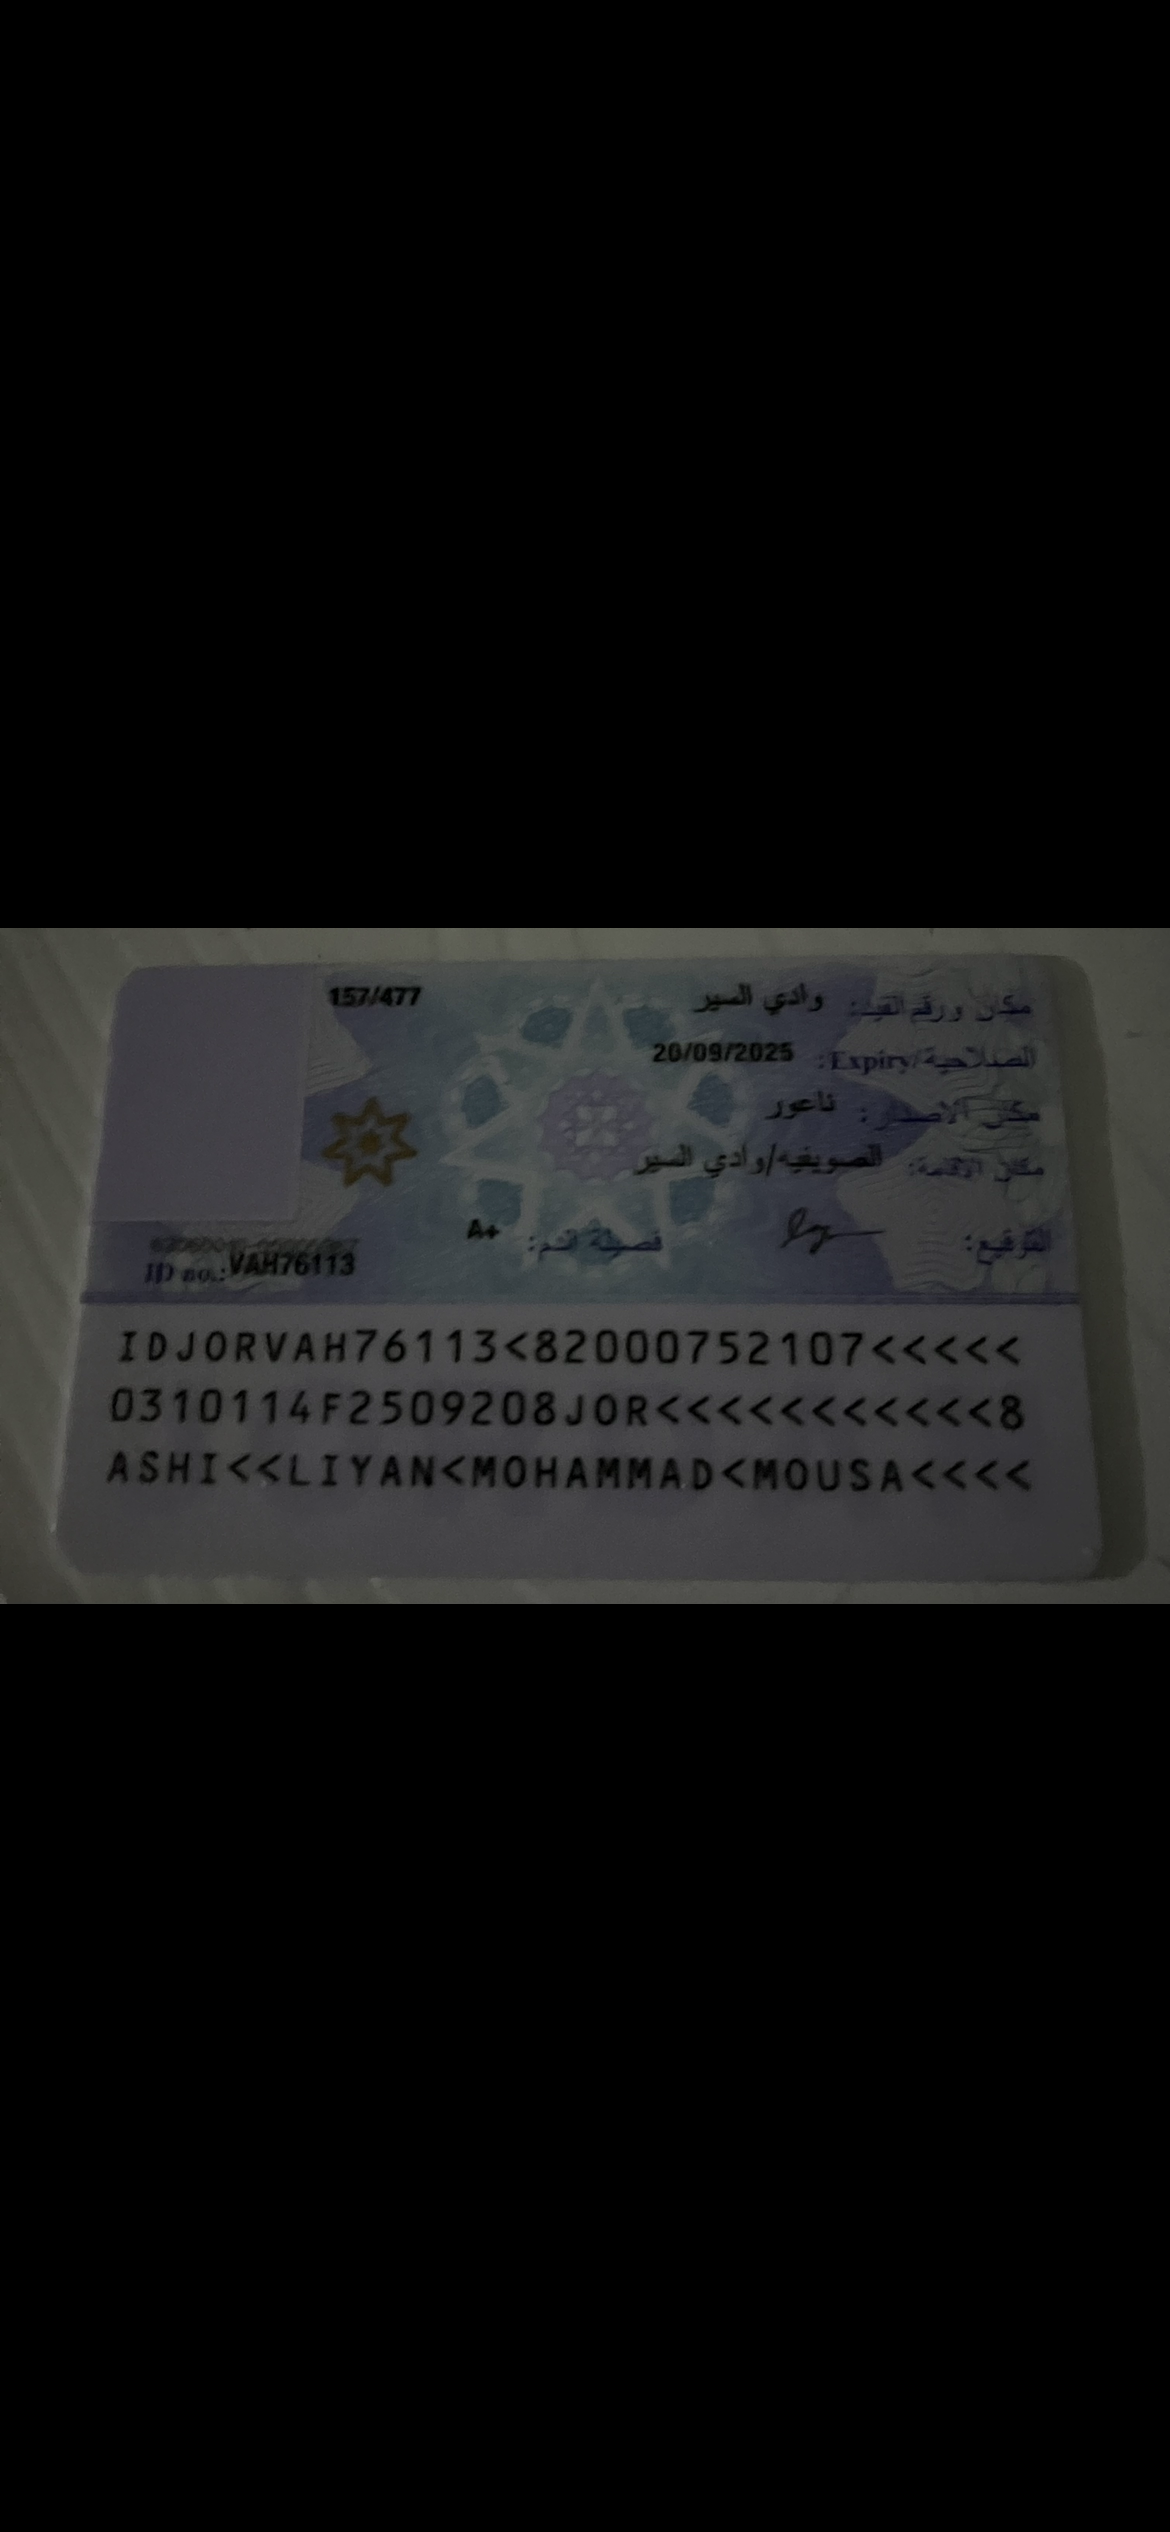 مكان ورقم القيد: وادي السير 157/477
الصلاحية/Expiry: 20/09/2025
مكان الاصدار: ناعور
مكان الاقامة: الصويفيه/وادي السير
التوقيع: فصيلة الدم: A+
ID no.:VAH76113
IDJORVAH76113<82000752107<<<<<
0310114F2509208JOR<<<<<<<<<<<8
ASHI<<LIYAN<MOHAMMAD<MOUSA<<<<